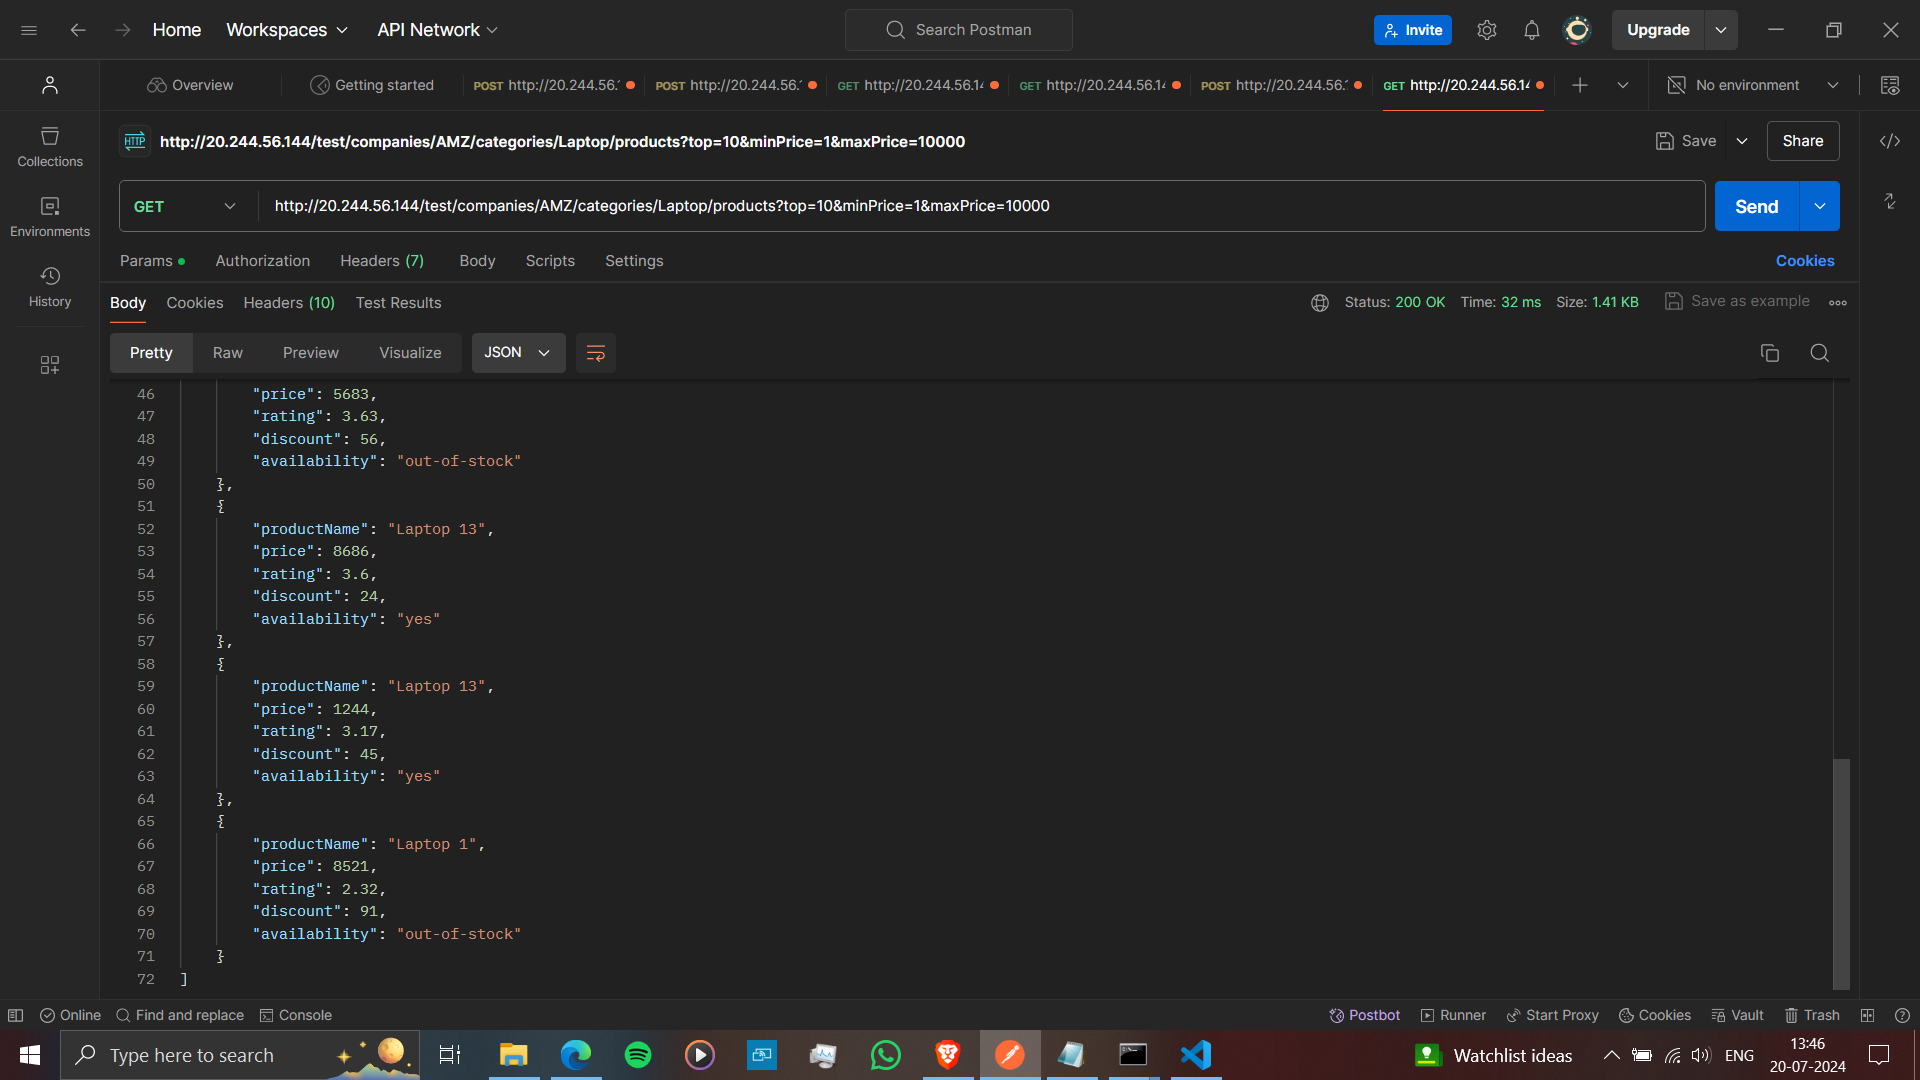 Home Workspaces API Network Search Postman Invite Upgrade
Overview Getting started POST http://20.244.56. POST http://20.244.56. GET http://20.244.56.14 GET http://20.244.56.14 POST http://20.244.56. GET http://20.244.56.14 No environment
HTTP http://20.244.56.144/test/companies/AMZ/categories/Laptop/products?top=10&minPrice=1&maxPrice=10000 Save Share
Collections
GET http://20.244.56.144/test/companies/AMZ/categories/Laptop/products?top=10&minPrice=1&maxPrice=10000 Send
Environments
Params Authorization Headers (7) Body Scripts Settings Cookies
History
Body Cookies Headers (10) Test Results Status: 200 OK Time: 32 ms Size: 1.41 KB Save as example
Pretty Raw Preview Visualize JSON
46 "price": 5683,
47 "rating": 3.63,
48 "discount": 56,
49 "availability": "out-of-stock"
50 },
51 {
52 "productName": "Laptop 13",
53 "price": 8686,
54 "rating": 3.6,
55 "discount": 24,
56 "availability": "yes"
57 },
58 {
59 "productName": "Laptop 13",
60 "price": 1244,
61 "rating": 3.17,
62 "discount": 45,
63 "availability": "yes"
64 },
65 {
66 "productName": "Laptop 1",
67 "price": 8521,
68 "rating": 2.32,
69 "discount": 91,
70 "availability": "out-of-stock"
71 }
72 ]
Online Find and replace Console Postbot Runner Start Proxy Cookies Vault Trash
Type here to search Watchlist ideas ENG 13:46
20-07-2024